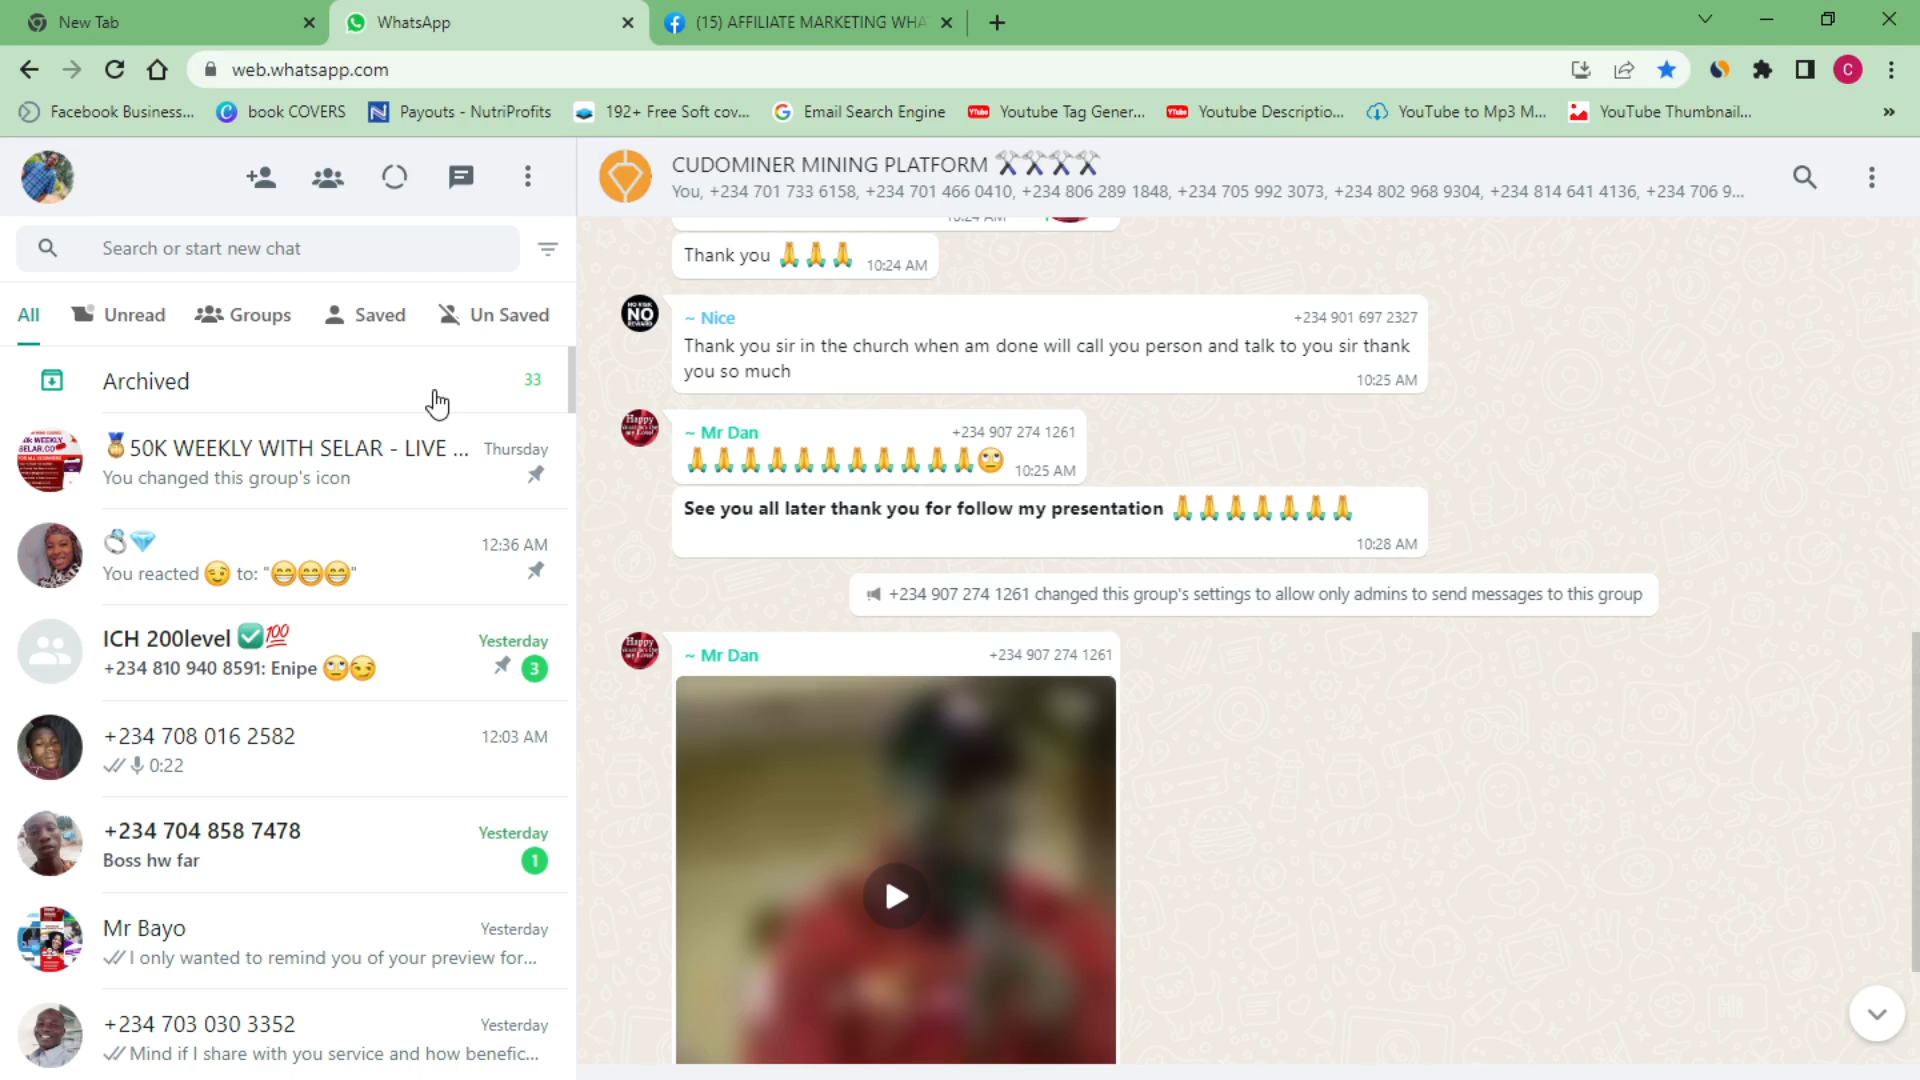 New Tab
WhatsApp
(15) AFFILIATE MARKETING WHA
web.whatsapp.com
C
Facebook Business...
book COVERS
Payouts - NutriProfits
192+ Free Soft cov...
Email Search Engine
Youtube Tag Gener...
Youtube Descriptio...
YouTube to Mp3 M...
YouTube Thumbnail...
»
CUDOMINER MINING PLATFORM ⚒⚒⚒⚒
You, +234 701 733 6158, +234 701 466 0410, +234 806 289 1848, +234 705 992 3073, +234 802 968 9304, +234 814 641 4136, +234 706 9...
Search or start new chat
All
Unread
Groups
Saved
Un Saved
Archived
33
🏅50K WEEKLY WITH SELAR - LIVE ...
Thursday
You changed this group's icon
💍💎
12:36 AM
You reacted 😏 to: "😁😁😁"
ICH 200level ✅💯
Yesterday
+234 810 940 8591: Enipe 🙄😏
3
+234 708 016 2582
12:03 AM
0:22
+234 704 858 7478
Yesterday
Boss hw far
1
Mr Bayo
Yesterday
I only wanted to remind you of your preview for...
+234 703 030 3352
Yesterday
Mind if I share with you service and how benefic...
10:24 AM
Thank you 🙏🙏🙏
10:24 AM
NO RISK
NO
REWARD
~ Nice
+234 901 697 2327
Thank you sir in the church when am done will call you person and talk to you sir thank
you so much
10:25 AM
~ Mr Dan
+234 907 274 1261
🙏🙏🙏🙏🙏🙏🙏🙏🙏🙏🙏🙄
10:25 AM
See you all later thank you for follow my presentation 🙏🙏🙏🙏🙏🙏🙏
10:28 AM
+234 907 274 1261 changed this group's settings to allow only admins to send messages to this group
~ Mr Dan
+234 907 274 1261